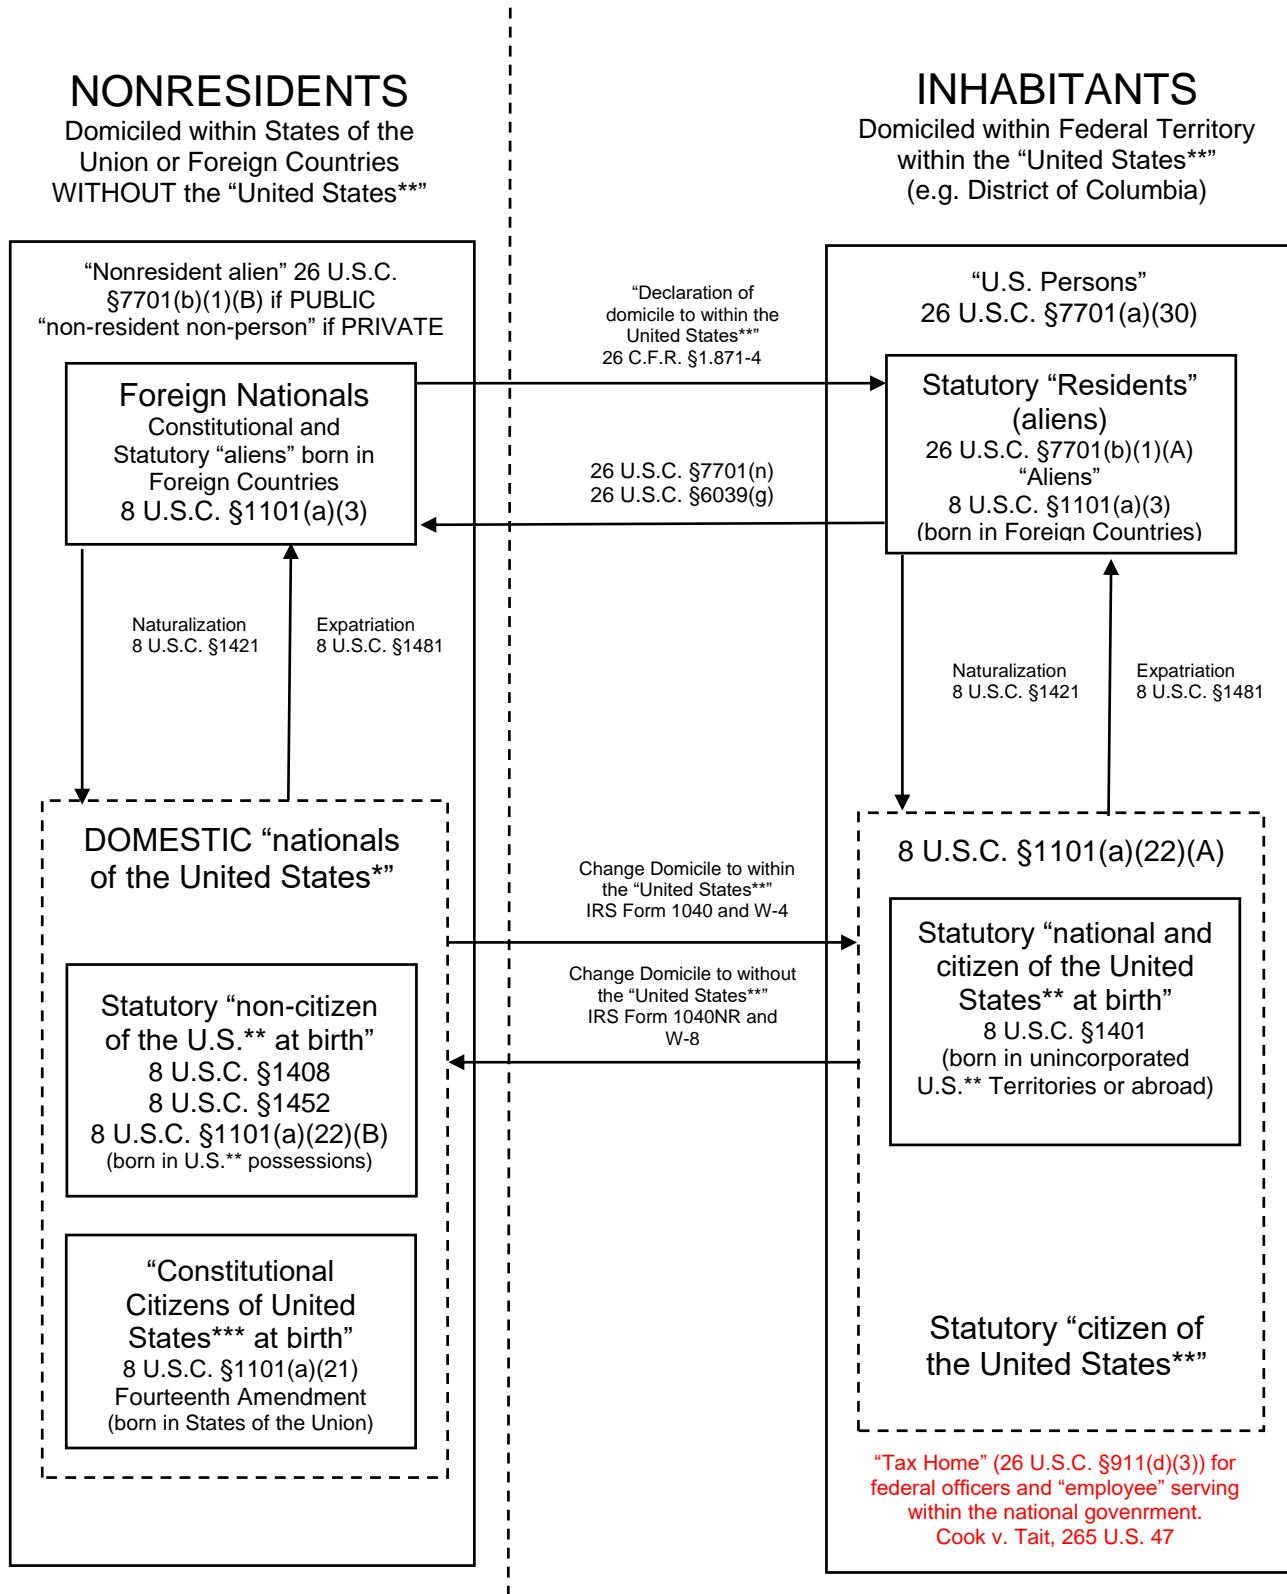 NONRESIDENTS
Domiciled within States of the
Union or Foreign Countries
WITHOUT the “United States**”
INHABITANTS
Domiciled within Federal Territory
within the “United States**”
(e.g. District of Columbia)
“Nonresident alien” 26 U.S.C.
§7701(b)(1)(B) if PUBLIC
“non-resident non-person” if PRIVATE
Foreign Nationals
Constitutional and
Statutory “aliens” born in
Foreign Countries
8 U.S.C. §1101(a)(3)
“Declaration of
domicile to within the
United States**”
26 C.F.R. §1.871-4
26 U.S.C. §7701(n)
26 U.S.C. §6039(g)
“U.S. Persons”
26 U.S.C. §7701(a)(30)
Statutory “Residents”
(aliens)
26 U.S.C. §7701(b)(1)(A)
“Aliens”
8 U.S.C. §1101(a)(3)
(born in Foreign Countries)
Naturalization
8 U.S.C. §1421
Expatriation
8 U.S.C. §1481
Naturalization
8 U.S.C. §1421
Expatriation
8 U.S.C. §1481
DOMESTIC “nationals
of the United States*”
Statutory “non-citizen
of the U.S.** at birth”
8 U.S.C. §1408
8 U.S.C. §1452
8 U.S.C. §1101(a)(22)(B)
(born in U.S.** possessions)
“Constitutional
Citizens of United
States*** at birth”
8 U.S.C. §1101(a)(21)
Fourteenth Amendment
(born in States of the Union)
Change Domicile to within
the “United States**”
IRS Form 1040 and W-4
Change Domicile to without
the “United States**”
IRS Form 1040NR and
W-8
8 U.S.C. §1101(a)(22)(A)
Statutory “national and
citizen of the United
States** at birth”
8 U.S.C. §1401
(born in unincorporated
U.S.** Territories or abroad)
Statutory “citizen of
the United States**”
“Tax Home” (26 U.S.C. §911(d)(3)) for
federal officers and “employee” serving
within the national govenrment.
Cook v. Tait, 265 U.S. 47